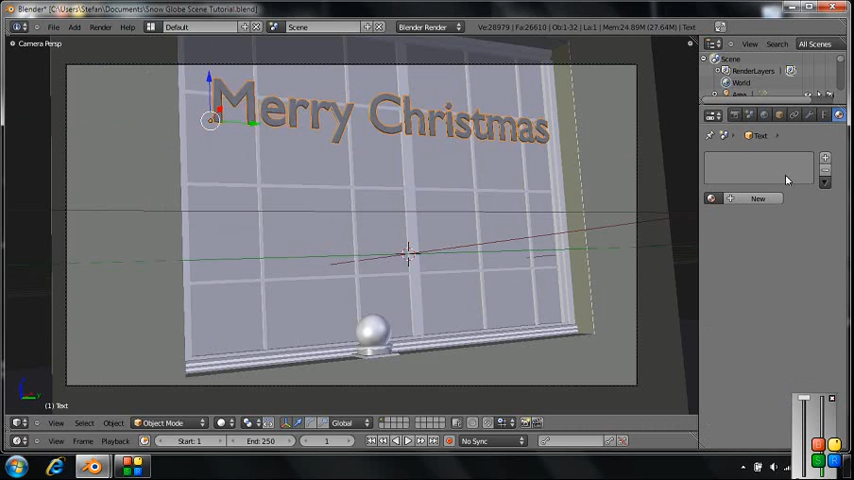 Blender* [C:\Users\Stefan\Documents\Snow Globe Scene Tutorial.blend]
File Add Render Help
Default
Scene
Blender Render
Ve:28979 | Fa:26610 | Ob:1-32 | La:1 | Mem:24.89M (27.64M) | Text
Camera Persp
View Search All Scenes
Scene
RenderLayers
World
Text
New
Merry Christmas
(1) Text
View Select Object
Object Mode
Global
View Frame Playback
Start: 1
End: 250
1
No Sync